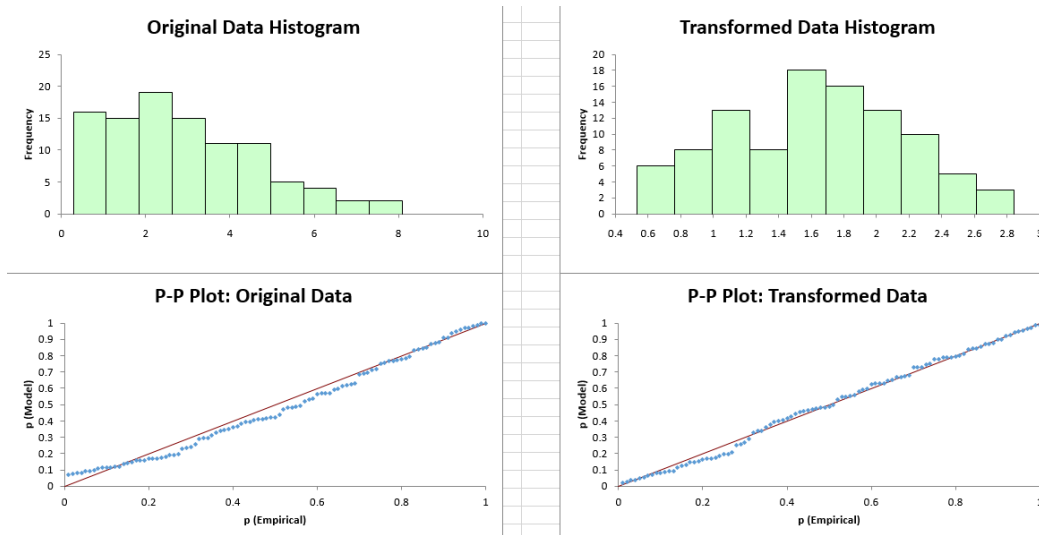 Original Data Histogram
25
20
15
10
5
0
Frequency
0 2 4 6 8 10
Transformed Data Histogram
20
18
16
14
12
10
8
6
4
2
0
Frequency
0.4 0.6 0.8 1 1.2 1.4 1.6 1.8 2 2.2 2.4 2.6 2.8
P-P Plot: Original Data
1
0.9
0.8
0.7
0.6
0.5
0.4
0.3
0.2
0.1
0
p (Model)
0 0.2 0.4 0.6 0.8 1
p (Empirical)
P-P Plot: Transformed Data
1
0.9
0.8
0.7
0.6
0.5
0.4
0.3
0.2
0.1
0
p (Model)
0 0.2 0.4 0.6 0.8
p (Empirical)